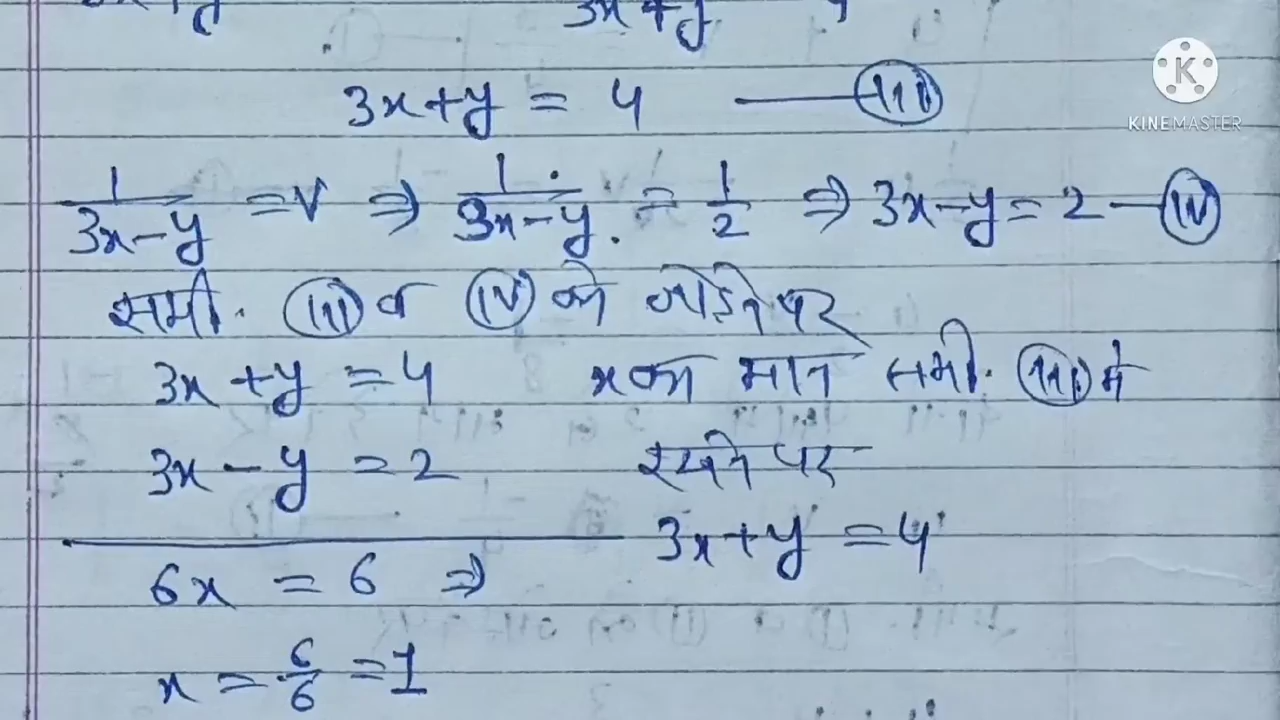 3x+y = 4 —— (III)
1/(3x-y) = V ⇒ 1/(3x-y) = 1/2 ⇒ 3x-y = 2 — (IV)
समी. (III) व (IV) को जोड़ने पर
3x + y = 4
3x - y = 2
6x = 6 ⇒
x = 6/6 = 1
x का मान समी. (III) मे
रखने पर
3x + y = 4
KINEMASTER